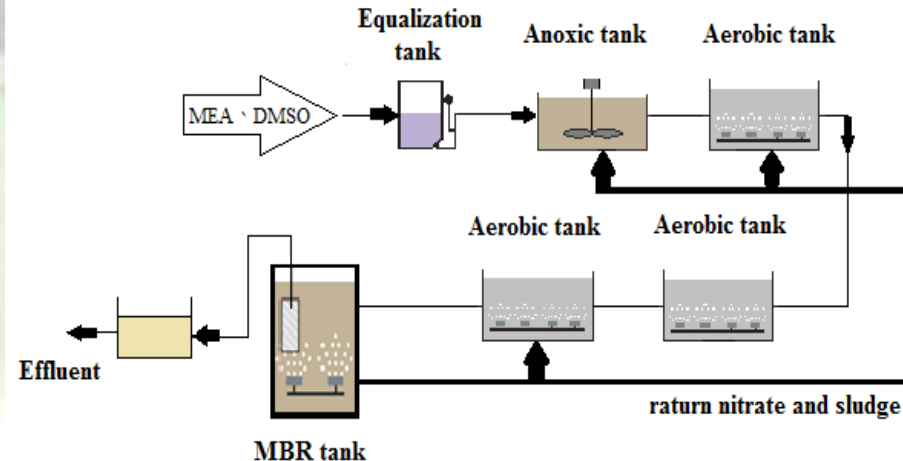 Equalization
tank
Anoxic tank
Aerobic tank
MEA、DMSO
Aerobic tank
Aerobic tank
Effluent
raturn nitrate and sludge
MBR tank